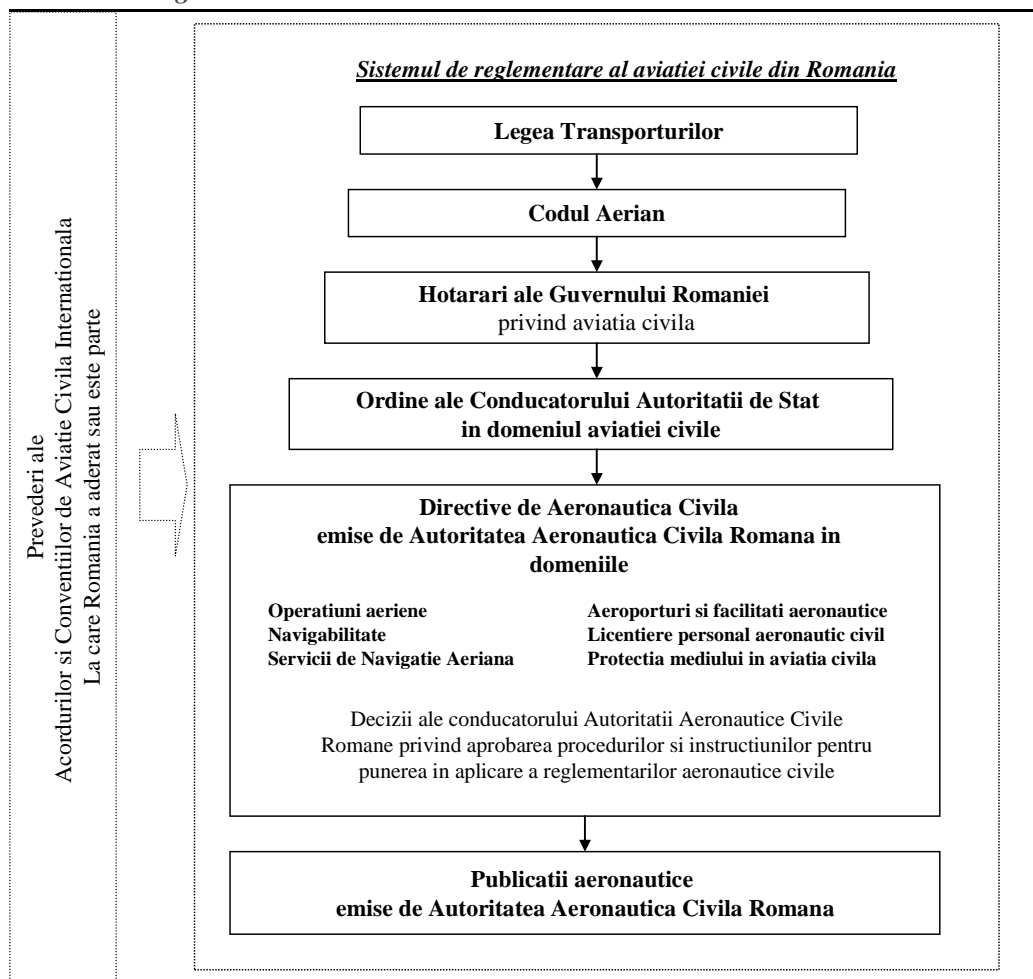 Sistemul de reglementare al aviatiei civile din Romania
Legea Transporturilor
Codul Aerian
Hotarari ale Guvernului Romaniei
privind aviatia civila
Ordine ale Conducatorului Autoritatii de Stat
in domeniul aviatiei civile
Prevederi ale
Acordurilor si Conventiilor de Aviatie Civila Internationala
La care Romania a aderat sau este parte
Directive de Aeronautica Civila
emise de Autoritatea Aeronautica Civila Romana in
domeniile
Operatiuni aeriene
Navigabilitate
Servicii de Navigatie Aeriana
Aeroporturi si facilitati aeronautice
Licentiere personal aeronautic civil
Protectia mediului in aviatia civila
Decizii ale conducatorului Autoritatii Aeronautice Civile
Romane privind aprobarea procedurilor si instructiunilor pentru
punerea in aplicare a reglementarilor aeronautice civile
Publicatii aeronautice
emise de Autoritatea Aeronautica Civila Romana